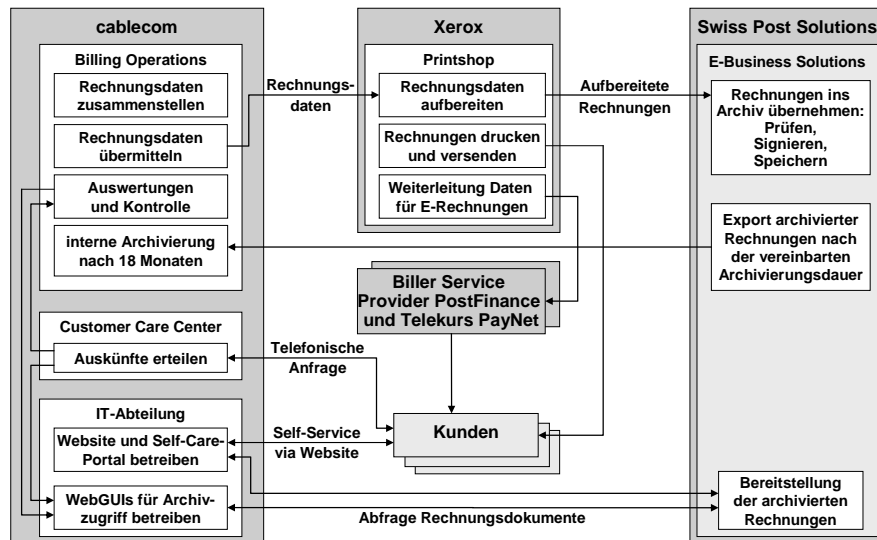 cablecom
Billing Operations
Rechnungsdaten
zusammenstellen
Rechnungsdaten
übermitteln
Auswertungen
und Kontrolle
interne Archivierung
nach 18 Monaten
Customer Care Center
Auskünfte erteilen
IT-Abteilung
Website und Self-Care-
Portal betreiben
WebGUIs für Archiv-
zugriff betreiben
Rechnungs-
daten
Xerox
Printshop
Rechnungsdaten
aufbereiten
Rechnungen drucken
und versenden
Weiterleitung Daten
für E-Rechnungen
Biller Service
Provider PostFinance
und Telekurs PayNet
Telefonische
Anfrage
Kunden
Self-Service
via Website
Abfrage Rechnungsdokumente
Aufbereitete
Rechnungen
Swiss Post Solutions
E-Business Solutions
Rechnungen ins
Archiv übernehmen:
Prüfen,
Signieren,
Speichern
Export archivierter
Rechnungen nach
der vereinbarten
Archivierungsdauer
Bereitstellung
der archivierten
Rechnungen